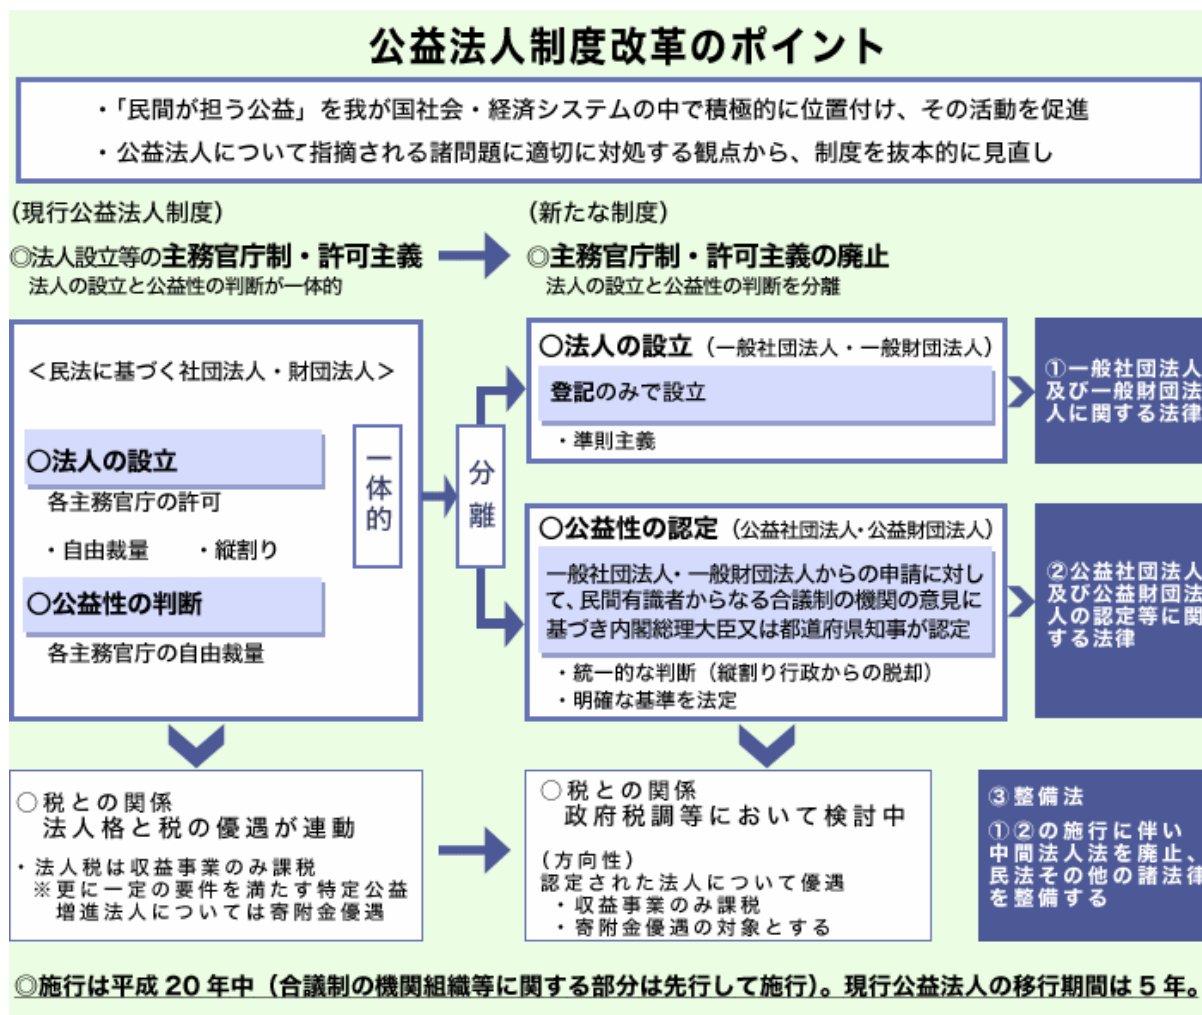 公益法人制度改革のポイント
・「民間が担う公益」を我が国社会・経済システムの中で積極的に位置付け、その活動を促進
・公益法人について指摘される諸問題に適切に対処する観点から、制度を抜本的に見直し
（現行公益法人制度）
◎法人設立等の主務官庁制・許可主義
法人の設立と公益性の判断が一体的
（新たな制度）
◎主務官庁制・許可主義の廃止
法人の設立と公益性の判断を分離
＜民法に基づく社団法人・財団法人＞
○法人の設立
各主務官庁の許可
・自由裁量　・縦割り
○公益性の判断
各主務官庁の自由裁量
一体的
分離
○法人の設立（一般社団法人・一般財団法人）
登記のみで設立
・準則主義
①一般社団法人
及び一般財団法
人に関する法律
○公益性の認定（公益社団法人・公益財団法人）
一般社団法人・一般財団法人からの申請に対し
て、民間有識者からなる合議制の機関の意見に
基づき内閣総理大臣又は都道府県知事が認定
・統一的な判断（縦割り行政からの脱却）
・明確な基準を法定
②公益社団法人
及び公益財団法
人の認定等に関
する法律
○税との関係
法人格と税の優遇が連動
・法人税は収益事業のみ課税
※更に一定の要件を満たす特定公益
増進法人については寄附金優遇
○税との関係
政府税調等において検討中
（方向性）
認定された法人について優遇
・収益事業のみ課税
・寄附金優遇の対象とする
③整備法
①②の施行に伴い
中間法人法を廃止、
民法その他の諸法律
を整備する
◎施行は平成 20 年中（合議制の機関組織等に関する部分は先行して施行）。現行公益法人の移行期間は 5 年。